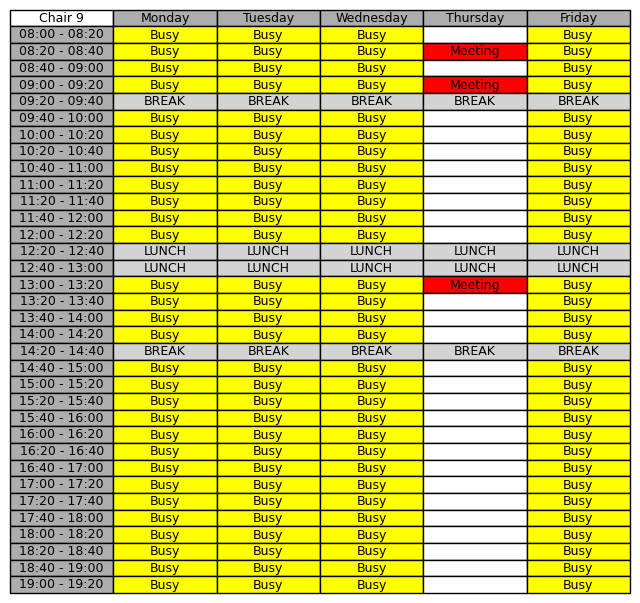 Chair 9 Monday Tuesday Wednesday Thursday Friday
08:00 - 08:20 Busy Busy Busy Busy
08:20 - 08:40 Busy Busy Busy Meeting Busy
08:40 - 09:00 Busy Busy Busy Busy
09:00 - 09:20 Busy Busy Busy Meeting Busy
09:20 - 09:40 BREAK BREAK BREAK BREAK BREAK
09:40 - 10:00 Busy Busy Busy Busy
10:00 - 10:20 Busy Busy Busy Busy
10:20 - 10:40 Busy Busy Busy Busy
10:40 - 11:00 Busy Busy Busy Busy
11:00 - 11:20 Busy Busy Busy Busy
11:20 - 11:40 Busy Busy Busy Busy
11:40 - 12:00 Busy Busy Busy Busy
12:00 - 12:20 Busy Busy Busy Busy
12:20 - 12:40 LUNCH LUNCH LUNCH LUNCH LUNCH
12:40 - 13:00 LUNCH LUNCH LUNCH LUNCH LUNCH
13:00 - 13:20 Busy Busy Busy Meeting Busy
13:20 - 13:40 Busy Busy Busy Busy
13:40 - 14:00 Busy Busy Busy Busy
14:00 - 14:20 Busy Busy Busy Busy
14:20 - 14:40 BREAK BREAK BREAK BREAK BREAK
14:40 - 15:00 Busy Busy Busy Busy
15:00 - 15:20 Busy Busy Busy Busy
15:20 - 15:40 Busy Busy Busy Busy
15:40 - 16:00 Busy Busy Busy Busy
16:00 - 16:20 Busy Busy Busy Busy
16:20 - 16:40 Busy Busy Busy Busy
16:40 - 17:00 Busy Busy Busy Busy
17:00 - 17:20 Busy Busy Busy Busy
17:20 - 17:40 Busy Busy Busy Busy
17:40 - 18:00 Busy Busy Busy Busy
18:00 - 18:20 Busy Busy Busy Busy
18:20 - 18:40 Busy Busy Busy Busy
18:40 - 19:00 Busy Busy Busy Busy
19:00 - 19:20 Busy Busy Busy Busy